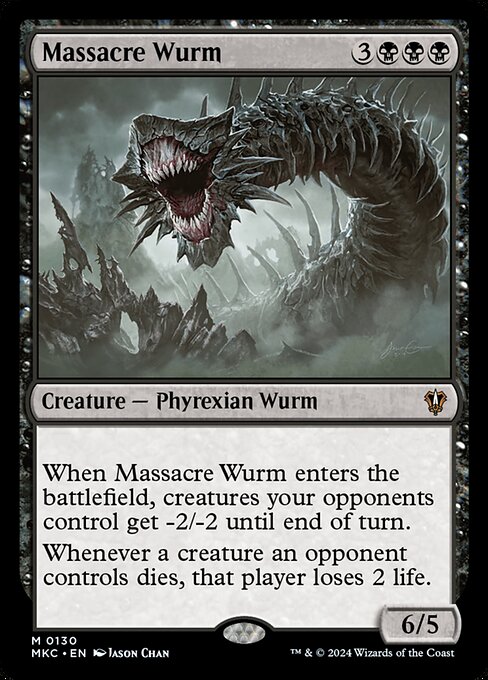 Massacre Wurm 3
Creature — Phyrexian Wurm
When Massacre Wurm enters the
battlefield, creatures your opponents
control get -2/-2 until end of turn.
Whenever a creature an opponent
controls dies, that player loses 2 life.
6/5
M 0130
MKC • EN Jason Chan
™ & © 2024 Wizards of the Coast